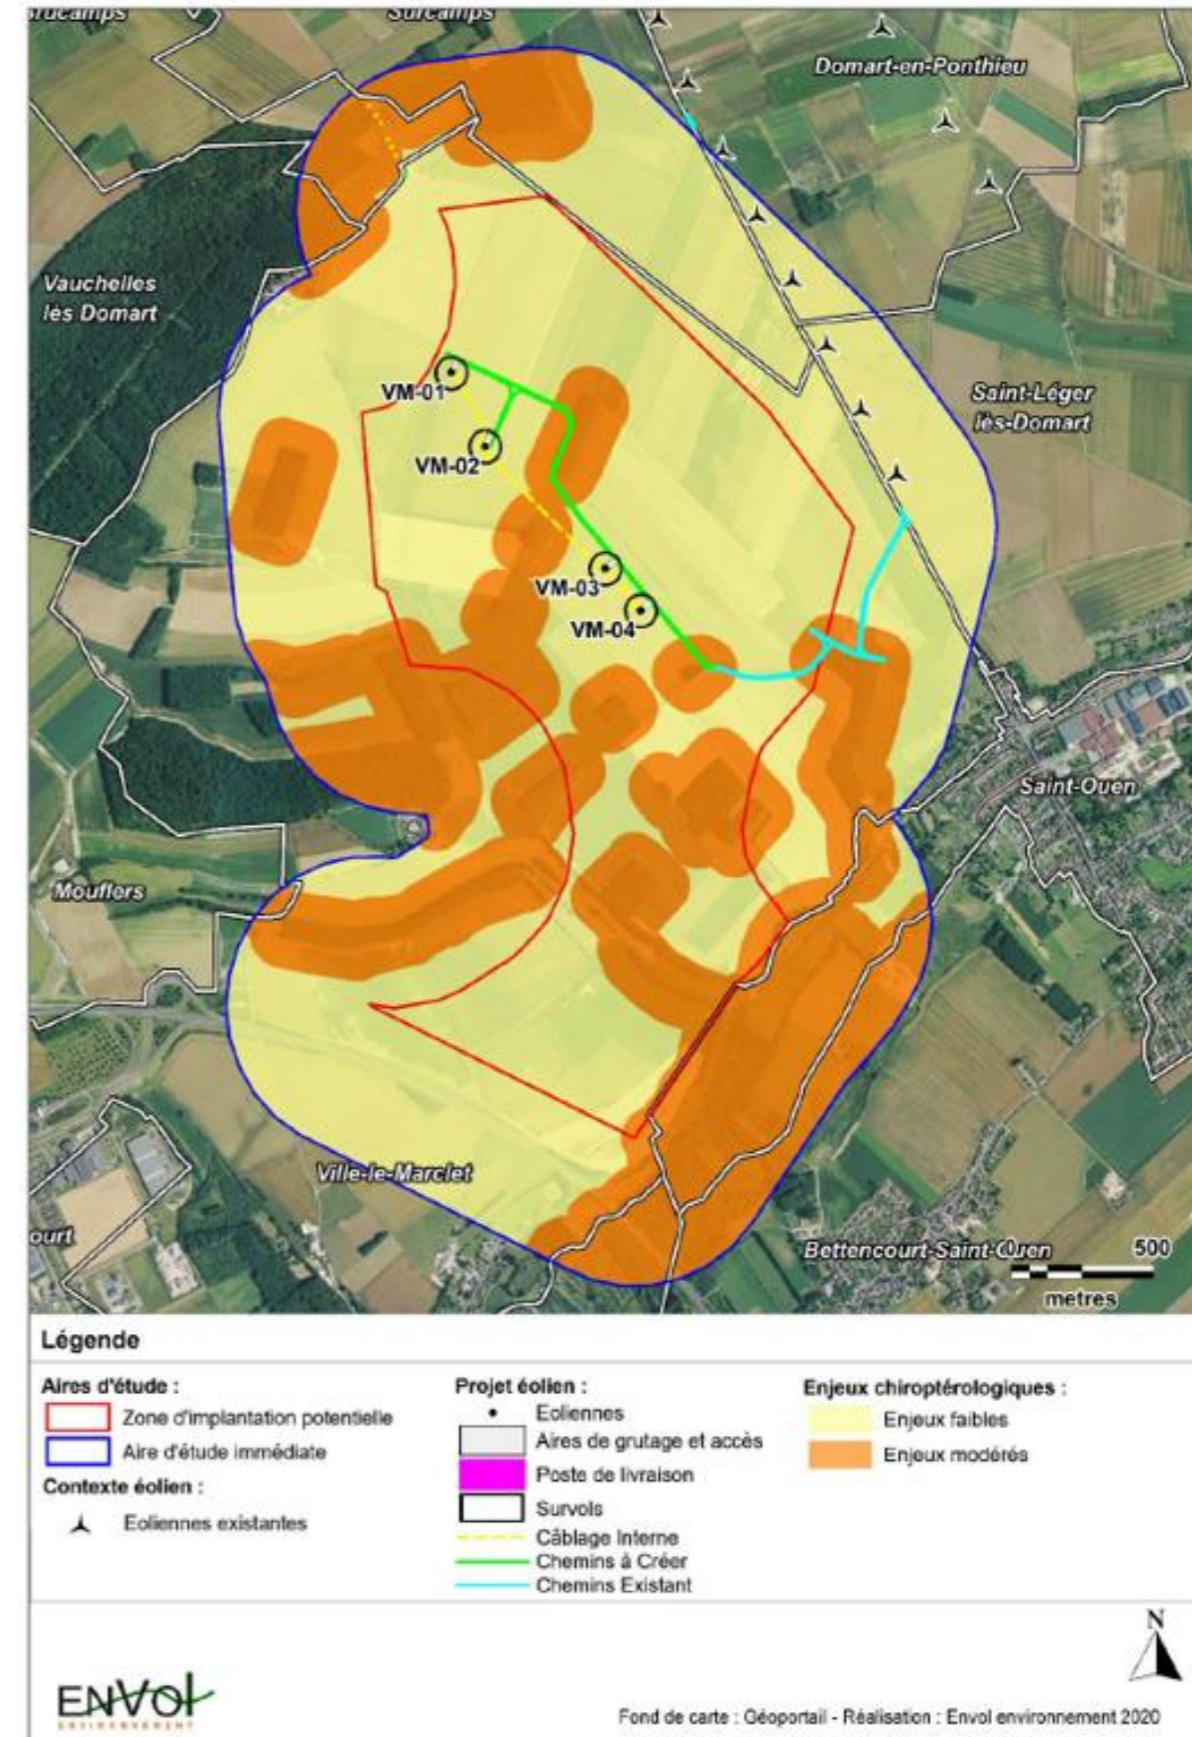 Surcamps
Domart-en-Ponthieu
Vauchelles
lès Domart
Saint-Léger
lès-Domart
VM-01
VM-02
VM-03
VM-04
Saint-Ouen
Mouflers
Ville-le-Marclet
Bettencourt-Saint-Ouen
0
500
metres
Légende
Aires d'étude :
Zone d'implantation potentielle
Aire d'étude immédiate
Contexte éolien :
Eoliennes existantes
Projet éolien :
Eoliennes
Aires de grutage et accès
Poste de livraison
Survols
Câblage Interne
Chemins à Créer
Chemins Existant
Enjeux chiroptérologiques :
Enjeux faibles
Enjeux modérés
N
ENVOl
ENVIRONNEMENT
Fond de carte : Géoportail - Réalisation : Envol environnement 2020